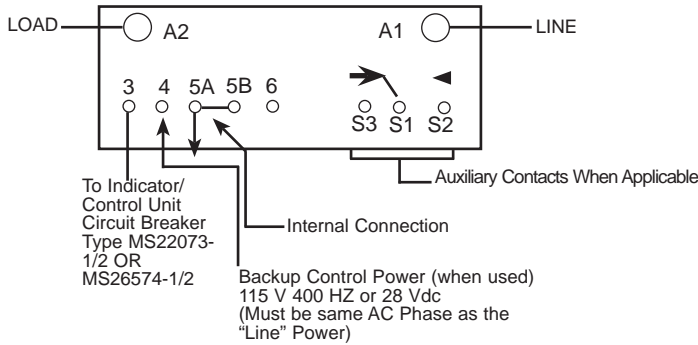 LOAD
A2
A1
LINE
3 4 5A 5B 6
S3 S1 S2
Auxiliary Contacts When Applicable
To Indicator/
Control Unit
Circuit Breaker
Type MS22073-
1/2 OR
MS26574-1/2
Internal Connection
Backup Control Power (when used)
115 V 400 HZ or 28 Vdc
(Must be same AC Phase as the
“Line” Power)